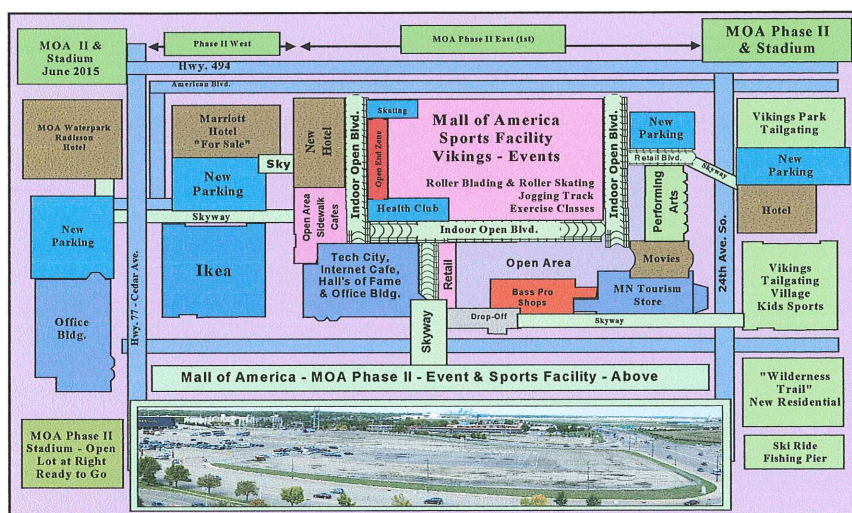 MOA II &
Stadium
June 2015
Phase II West
MOA Phase II East (1st)
MOA Phase II
& Stadium
Hwy. 494
American Blvd.
MOA Waterpark
Radisson
Hotel
Marriott
Hotel
"For Sale"
New
Parking
Sky
New
Hotel
Indoor Open Blvd.
Skating
Open End Zone
Health Club
Mall of America
Sports Facility
Vikings - Events
Roller Blading & Roller Skating
Jogging Track
Exercise Classes
Indoor Open Blvd.
New
Parking
Retail Blvd.
Skyway
Performing
Arts
Vikings Park
Tailgating
New
Parking
Hotel
New
Parking
Skyway
Open Area
Sidewalk
Cafes
Indoor Open Blvd.
Ikea
Tech City,
Internet Cafe,
Hall's of Fame
& Office Bldg.
Retail
Open Area
Movies
Bass Pro
Shops
MN Tourism
Store
Vikings
Tailgating
Village
Kids Sports
Office
Bldg.
Hwy. 77 - Cedar Ave.
24th Ave. So.
Skyway
Drop-Off
Skyway
Mall of America - MOA Phase II - Event & Sports Facility - Above
"Wilderness
Trail"
New Residential
MOA Phase II
Stadium - Open
Lot at Right
Ready to Go
Ski Ride
Fishing Pier